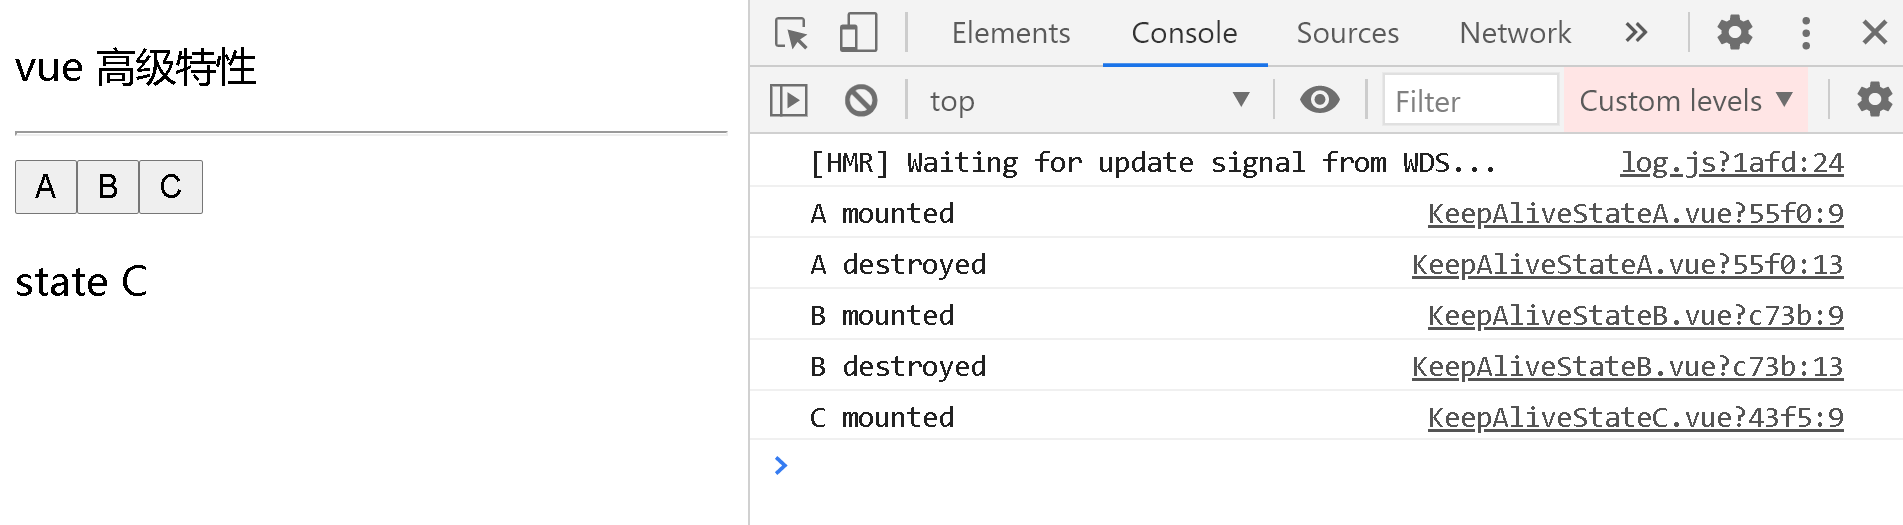 vue 高级特性
A B C
state C
Elements Console Sources Network
top Filter Custom levels
[HMR] Waiting for update signal from WDS... log.js?1afd:24
A mounted KeepAliveStateA.vue?55f0:9
A destroyed KeepAliveStateA.vue?55f0:13
B mounted KeepAliveStateB.vue?c73b:9
B destroyed KeepAliveStateB.vue?c73b:13
C mounted KeepAliveStateC.vue?43f5:9